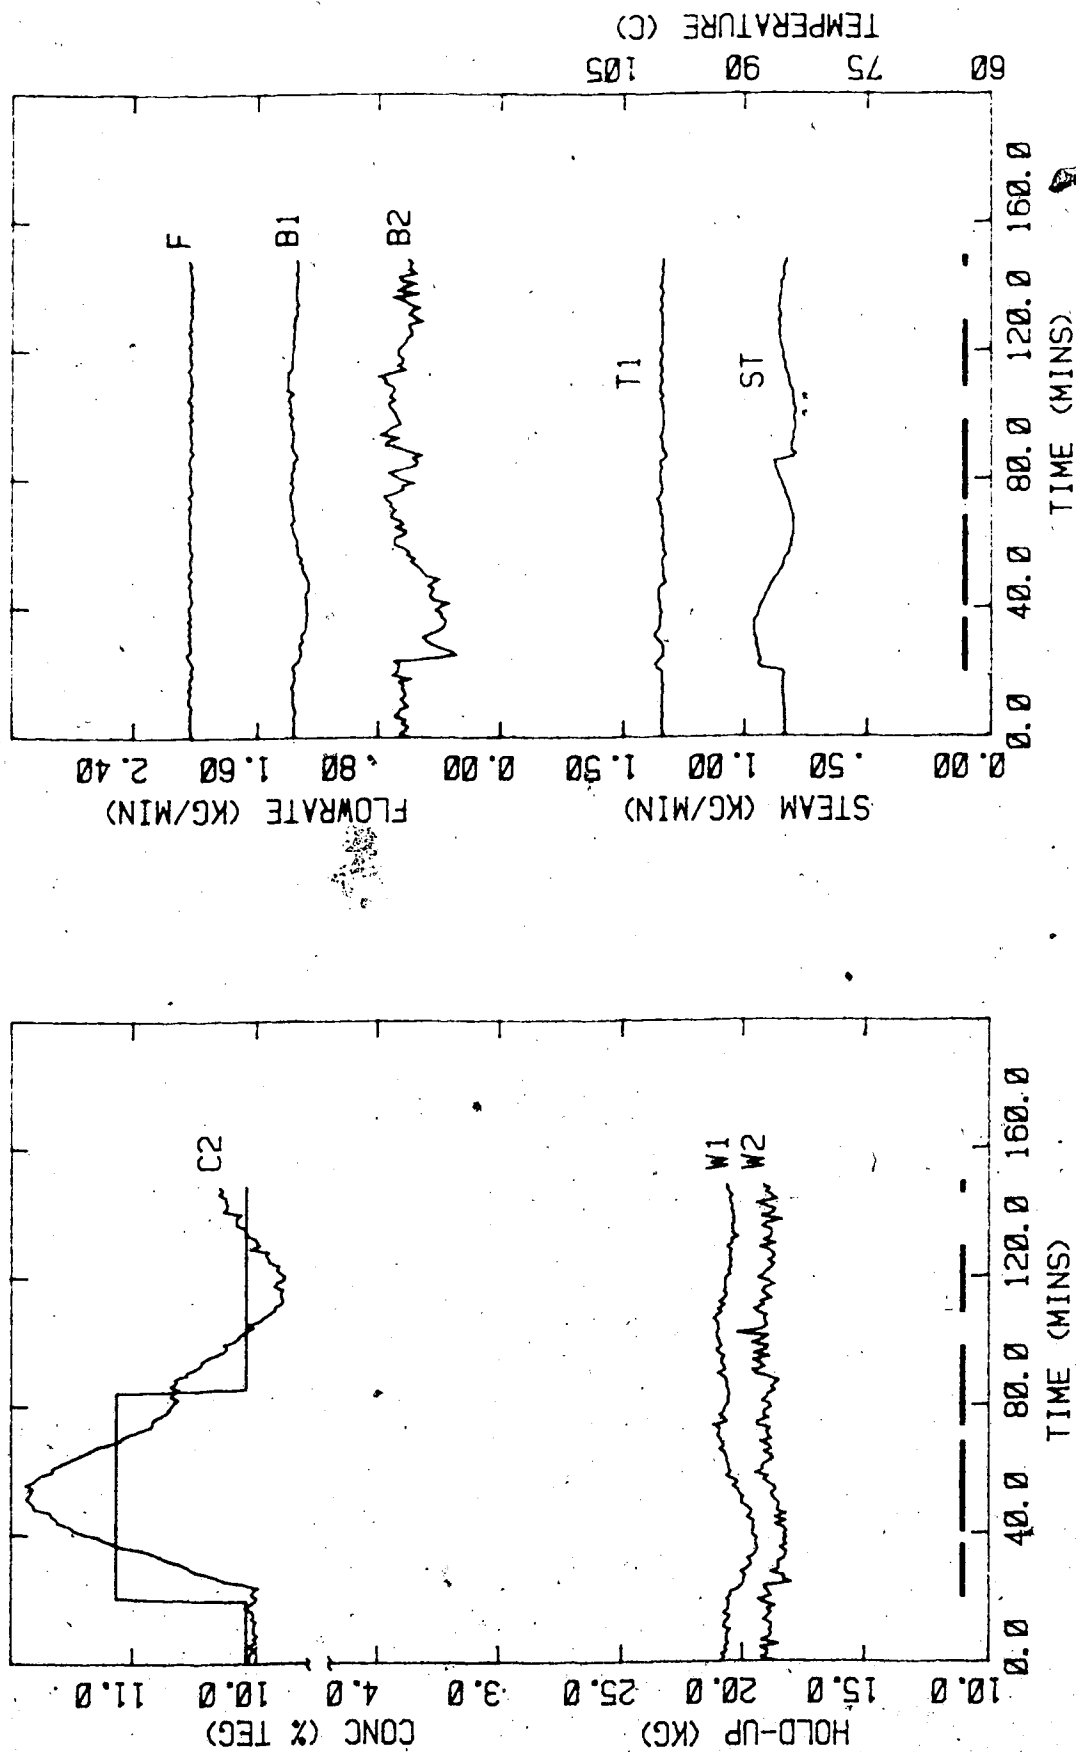 CONC (% TEG)
11.0
10.0
4.0
3.0
C2
HOLD-UP (KG)
25.0
20.0
15.0
10.0
W1
W2
0.0 40.0 80.0 120.0 160.0
TIME (MINS)
FLOWRATE (KG/MIN)
2.40
1.60
.80
0.00
F
B1
B2
STEAM (KG/MIN)
1.50
1.00
.50
0.00
T1
ST
TEMPERATURE (C)
105
90
75
60
0.0 40.0 80.0 120.0 160.0
TIME (MINS)